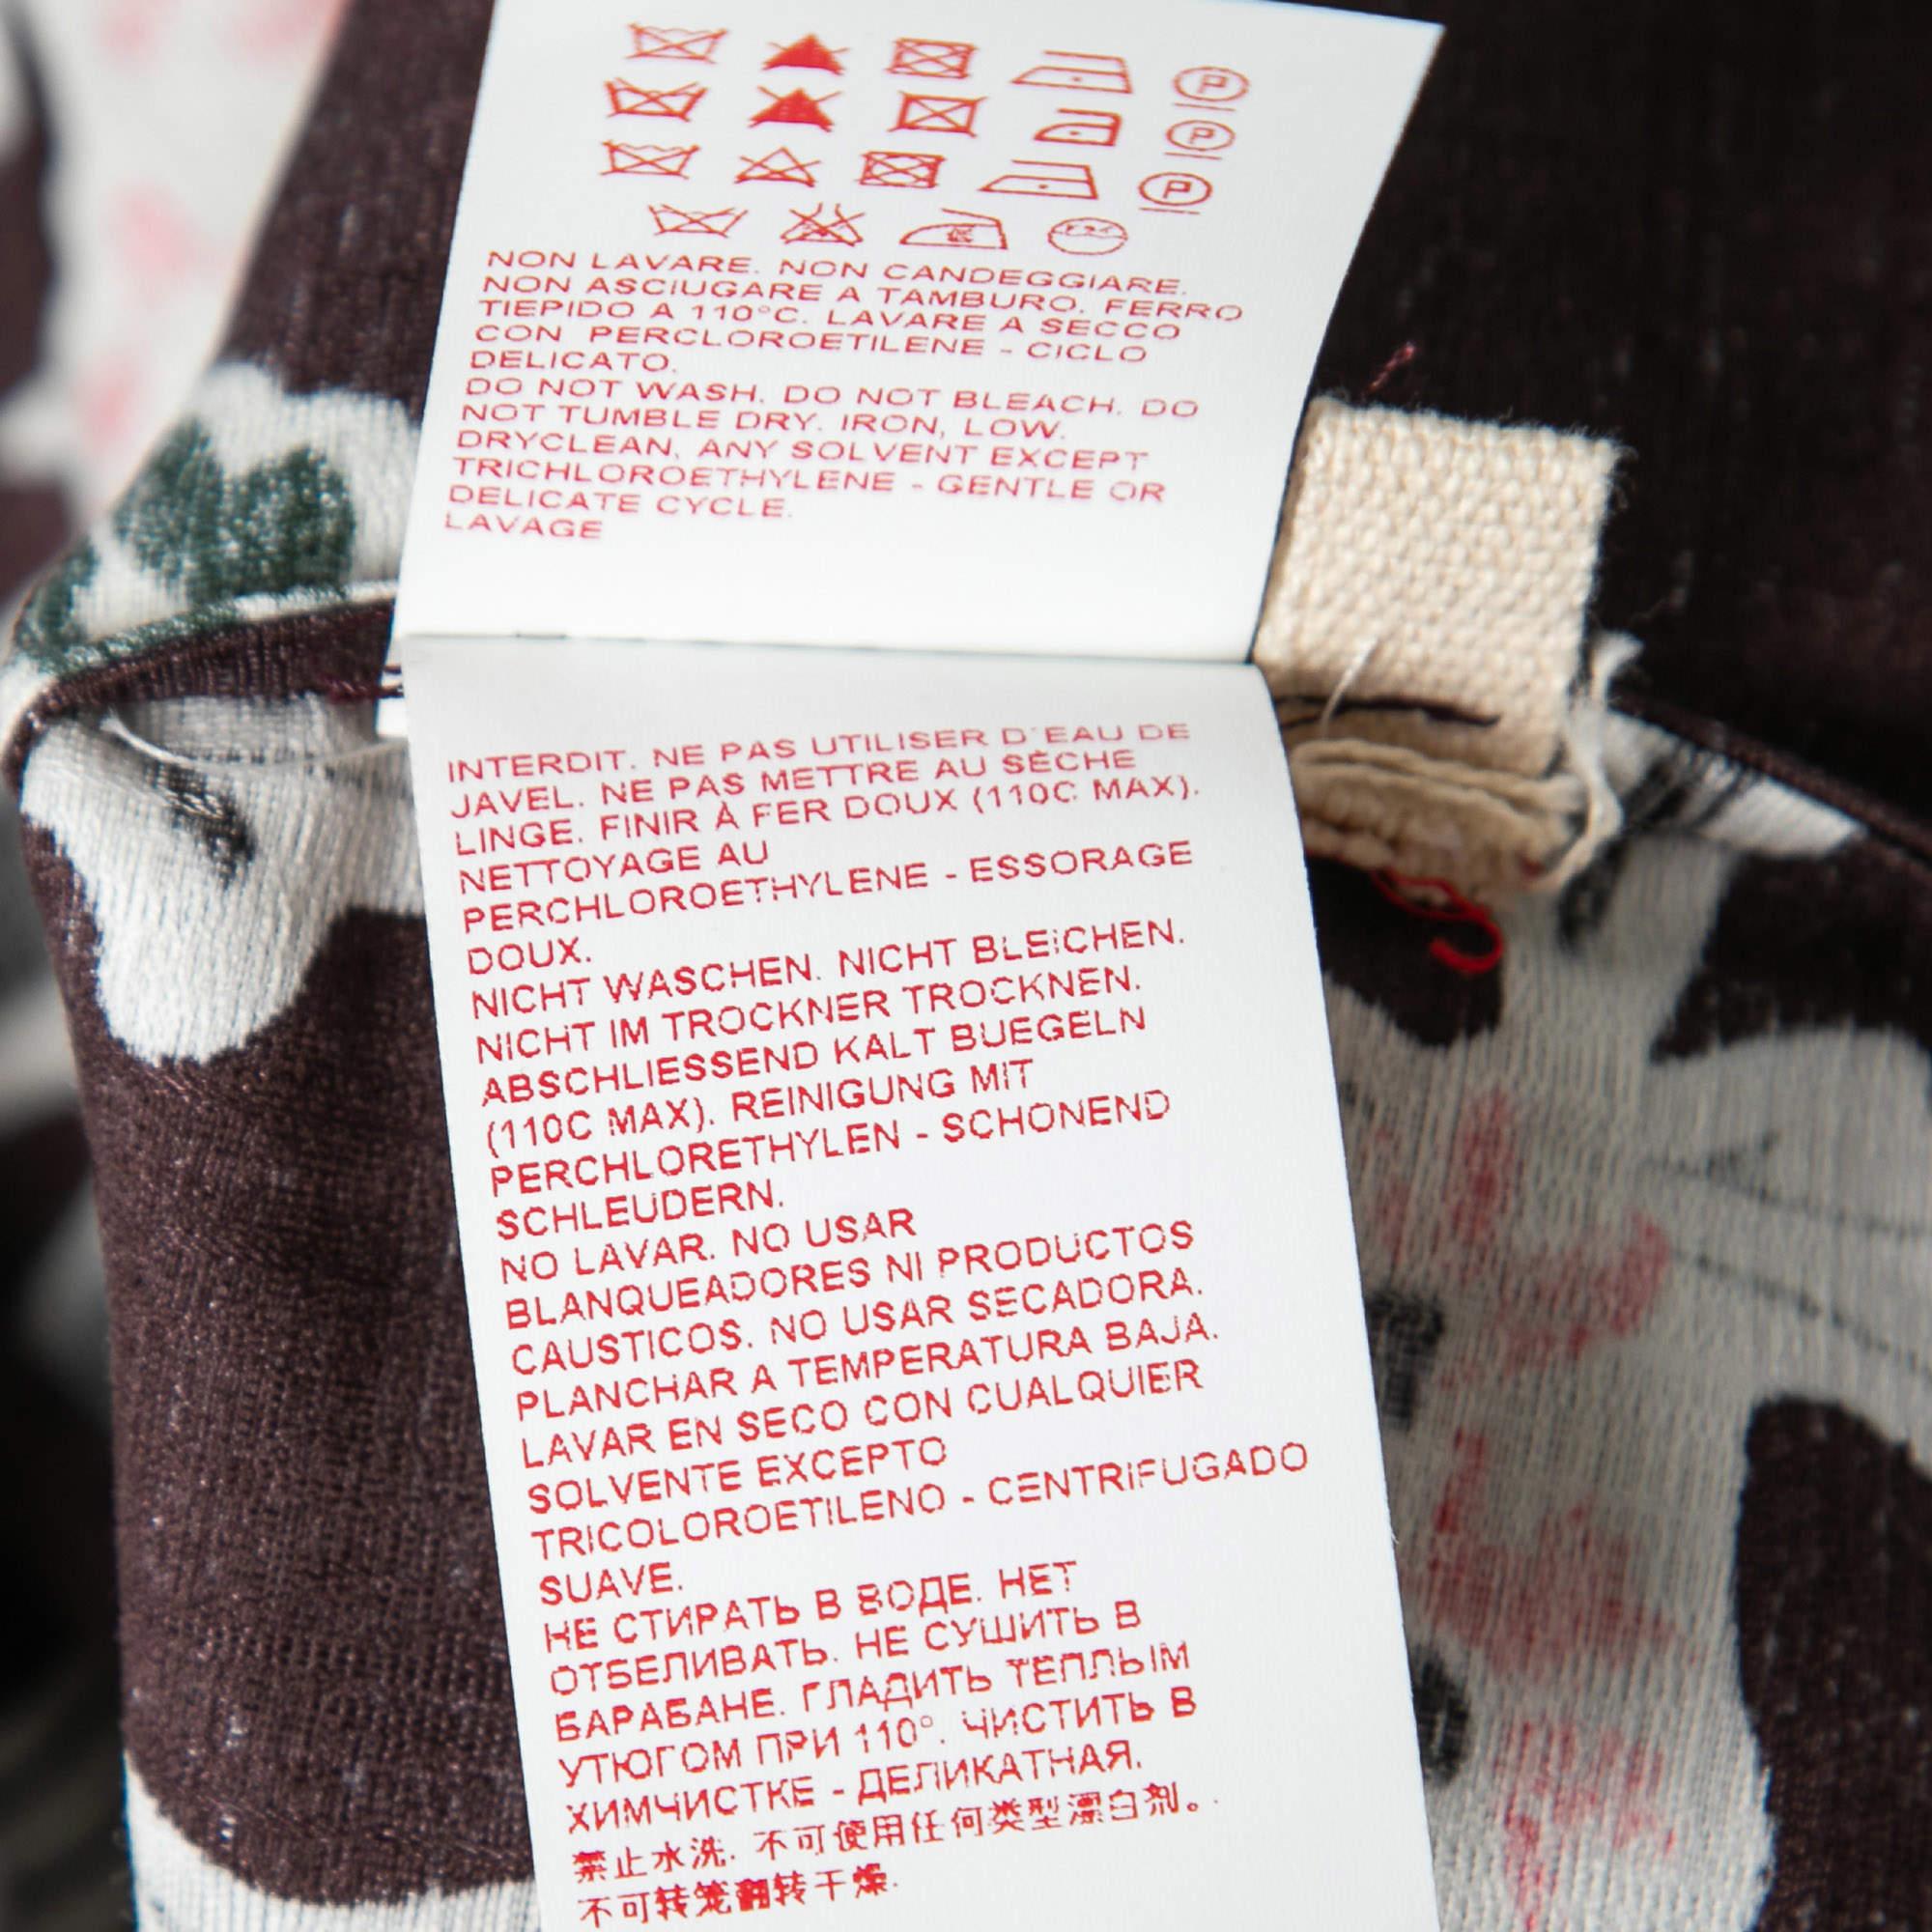 NON LAVARE. NON CANDEGGIARE.
NON ASCIUGARE A TAMBURO. FERRO
TIEPIDO A 110°C. LAVARE A SECCO
CON PERCLOROETILENE - CICLO
DELICATO.
DO NOT WASH. DO NOT BLEACH. DO
NOT TUMBLE DRY. IRON, LOW.
DRYCLEAN, ANY SOLVENT EXCEPT
TRICHLOROETHYLENE - GENTLE OR
DELICATE CYCLE.
LAVAGE
INTERDIT. NE PAS UTILISER D'EAU DE
JAVEL. NE PAS METTRE AU SÈCHE
LINGE. FINIR À FER DOUX (110C MAX).
NETTOYAGE AU
PERCHLOROETHYLENE - ESSORAGE
DOUX.
NICHT WASCHEN. NICHT BLEICHEN.
NICHT IM TROCKNER TROCKNEN.
ABSCHLIESSEND KALT BUEGELN
(110C MAX). REINIGUNG MIT
PERCHLORETHYLEN - SCHONEND
SCHLEUDERN.
NO LAVAR. NO USAR
BLANQUEADORES NI PRODUCTOS
CAUSTICOS. NO USAR SECADORA.
PLANCHAR A TEMPERATURA BAJA.
LAVAR EN SECO CON CUALQUIER
SOLVENTE EXCEPTO
TRICOLOROETILENO - CENTRIFUGADO
SUAVE.
НЕ СТИРАТЬ В ВОДЕ. НЕТ
ОТБЕЛИВАТЬ. НЕ СУШИТЬ В
БАРАБАНЕ. ГЛАДИТЬ ТЕПЛЫМ
УТЮГОМ ПРИ 110°. ЧИСТИТЬ В
ХИМЧИСТКЕ - ДЕЛИКАТНАЯ.
禁止水洗. 不可使用任何类型漂白剂。.
不可转笼翻转干燥.